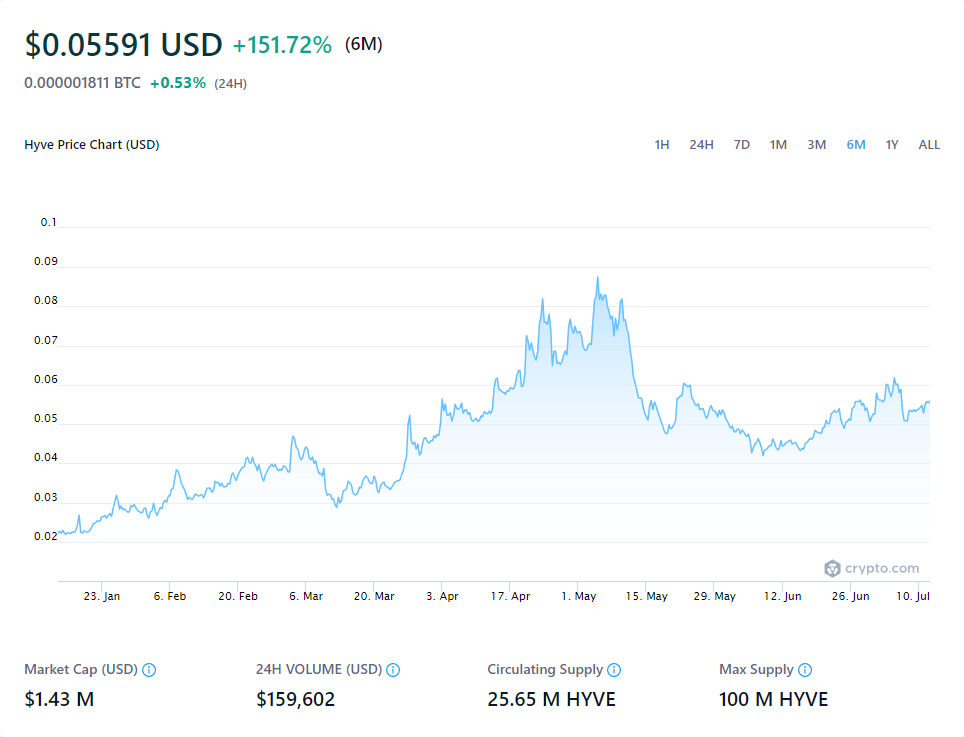 $0.05591 USD +151.72% (6M)
0.000001811 BTC +0.53% (24H)
Hyve Price Chart (USD) 1H 24H 7D 1M 3M 6M 1Y ALL
0.1
0.09
0.08
0.07
0.06
0.05
0.04
0.03
0.02
crypto.com
23. Jan 6. Feb 20. Feb 6. Mar 20. Mar 3. Apr 17. Apr 1. May 15. May 29. May 12. Jun 26. Jun 10. Jul
Market Cap (USD) 24H VOLUME (USD) Circulating Supply Max Supply
$1.43 M $159,602 25.65 M HYVE 100 M HYVE